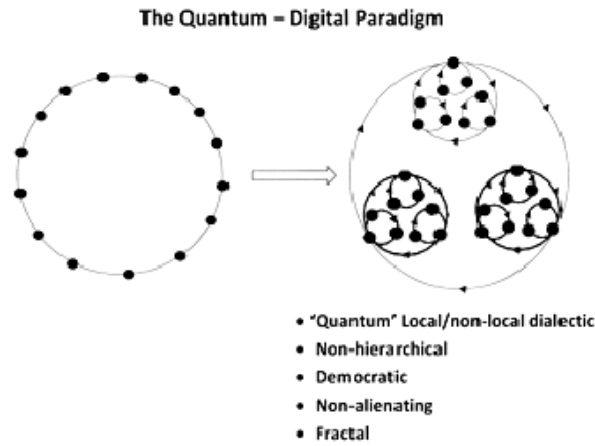 The Quantum – Digital Paradigm
• "Quantum" Local/non-local dialectic
• Non-hierarchical
• Democratic
• Non-alienating
• Fractal